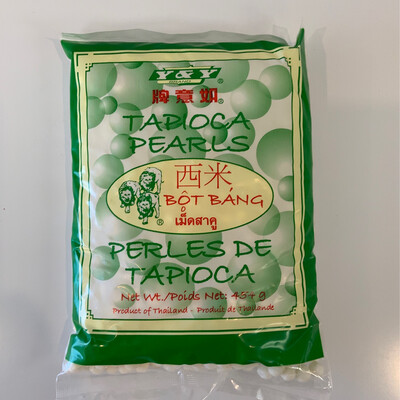 Y & Y
牌意如®
TAPIOCA
PEARLS
西米
BỘT BÁNG
เม็ดสาคู
®
PERLES DE
TAPIOCA
Net Wt./Poids Net: 454 g
Product of Thailand - Produit de Thailande